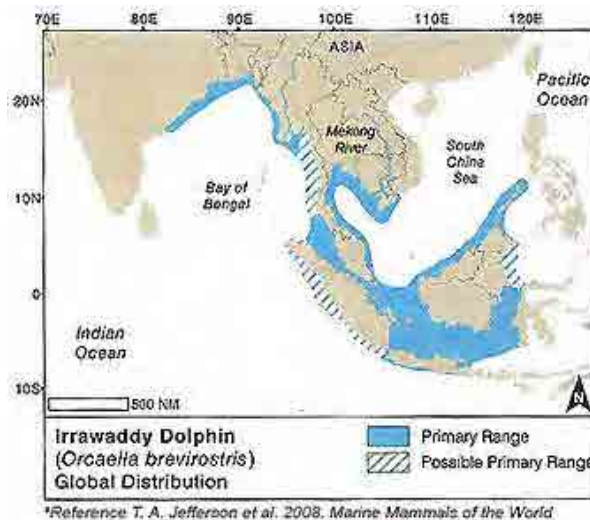 70E 80E 90E 100E 110E 120E
ASIA
Pacific
Ocean
20N
Mekong
River
South
China
Sea
Bay of
Bengel
10N
0
Indian
Ocean
10S
500 NM
N
Irrawaddy Dolphin
(Orcaella brevirostris)
Global Distribution
Primary Range
Possible Primary Range
*Reference T. A. Jefferson et al. 2008. Marine Mammals of the World